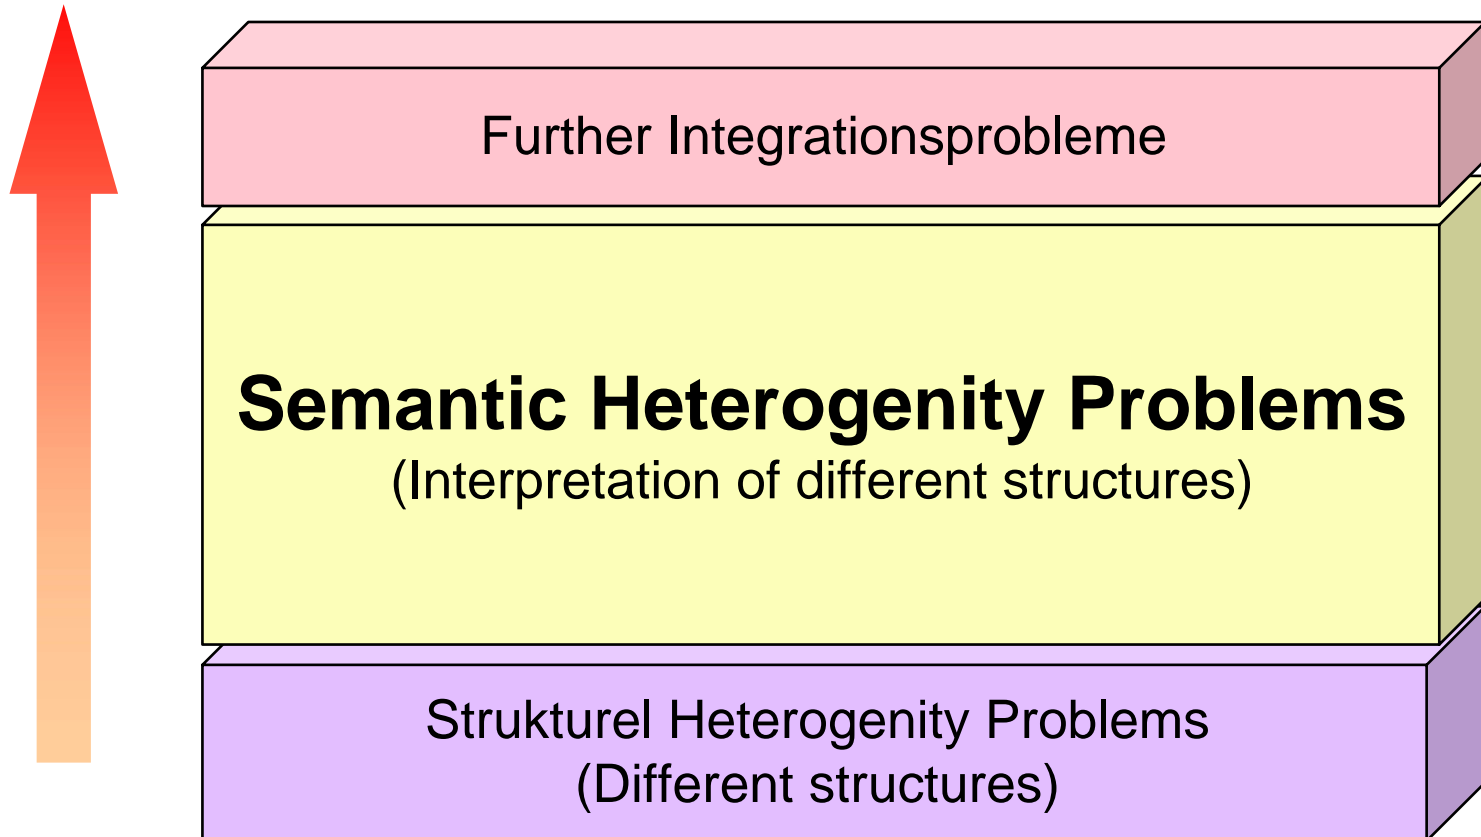 Further Integrationsprobleme
Semantic Heterogenity Problems
(Interpretation of different structures)
Strukturel Heterogenity Problems
(Different structures)